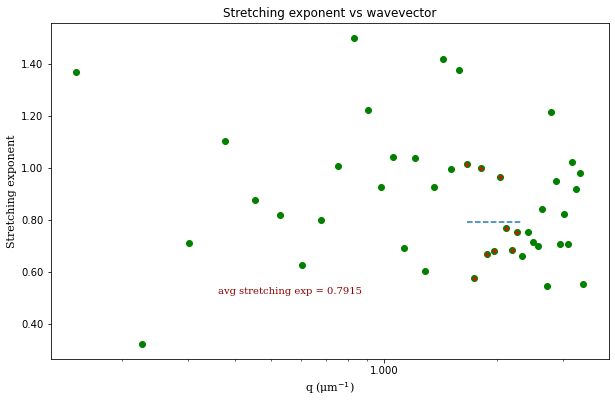 Stretching exponent vs wavevector
Stretching exponent
1.40
1.20
1.00
0.80
0.60
0.40
avg stretching exp = 0.7915
1.000
q (μm⁻¹)